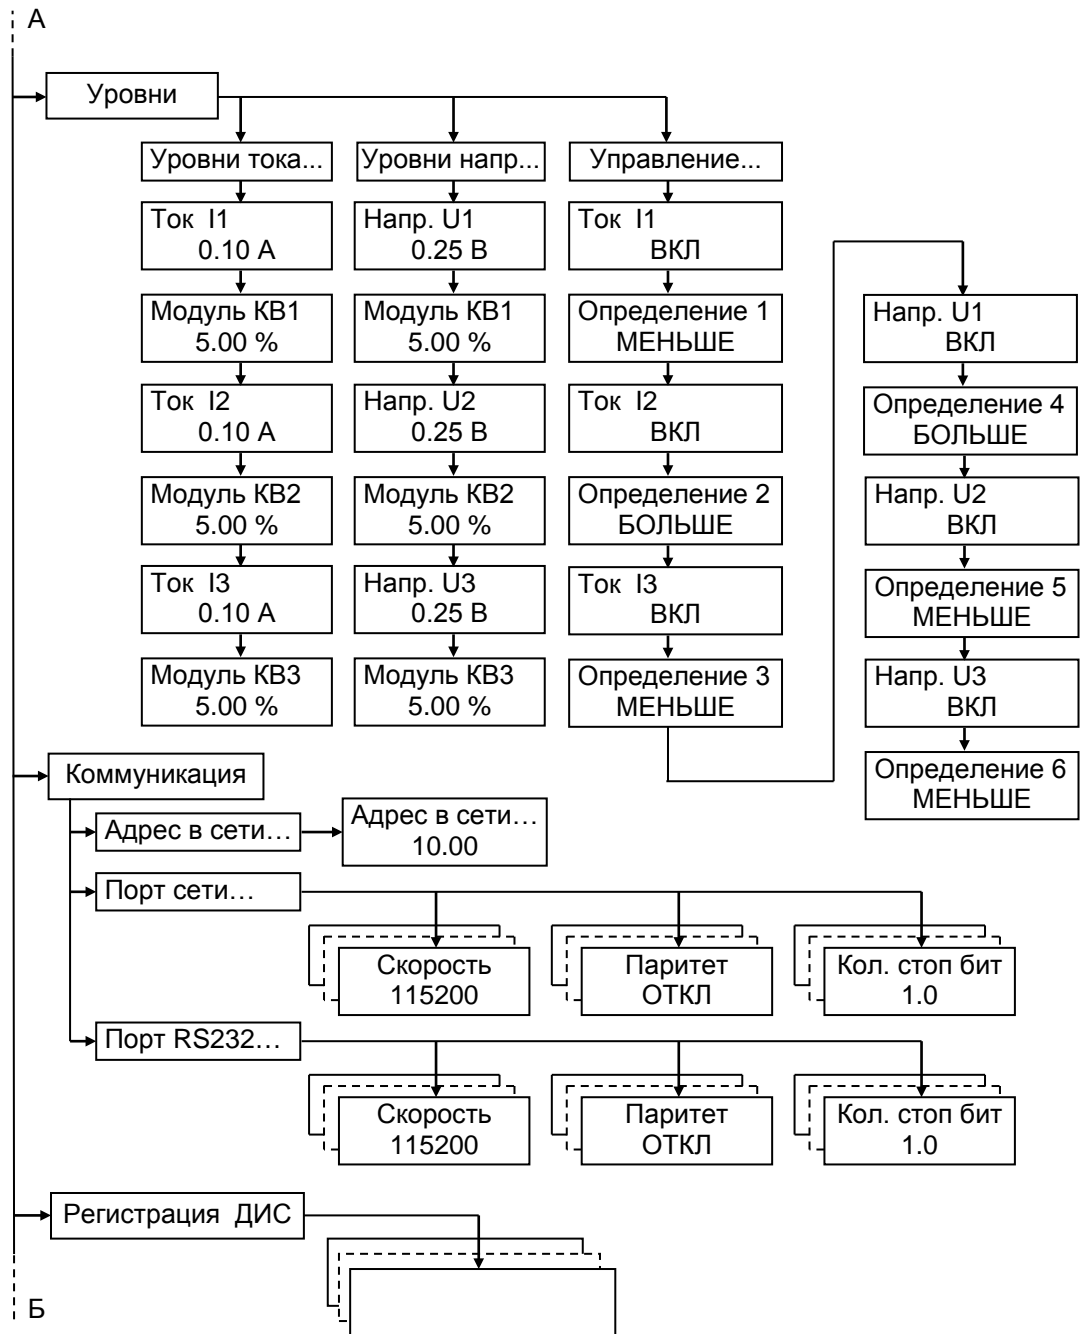 А
Уровни
Уровни тока...
Ток I1
0.10 А
Модуль КВ1
5.00 %
Ток I2
0.10 А
Модуль КВ2
5.00 %
Ток I3
0.10 А
Модуль КВ3
5.00 %
Уровни напр...
Напр. U1
0.25 В
Модуль КВ1
5.00 %
Напр. U2
0.25 В
Модуль КВ2
5.00 %
Напр. U3
0.25 В
Модуль КВ3
5.00 %
Управление...
Ток I1
ВКЛ
Определение 1
МЕНЬШЕ
Ток I2
ВКЛ
Определение 2
БОЛЬШЕ
Ток I3
ВКЛ
Определение 3
МЕНЬШЕ
Напр. U1
ВКЛ
Определение 4
БОЛЬШЕ
Напр. U2
ВКЛ
Определение 5
МЕНЬШЕ
Напр. U3
ВКЛ
Определение 6
МЕНЬШЕ
Коммуникация
Адрес в сети…
Адрес в сети…
10.00
Порт сети…
Скорость
115200
Паритет
ОТКЛ
Кол. стоп бит
1.0
Порт RS232…
Скорость
115200
Паритет
ОТКЛ
Кол. стоп бит
1.0
Регистрация ДИС
Б